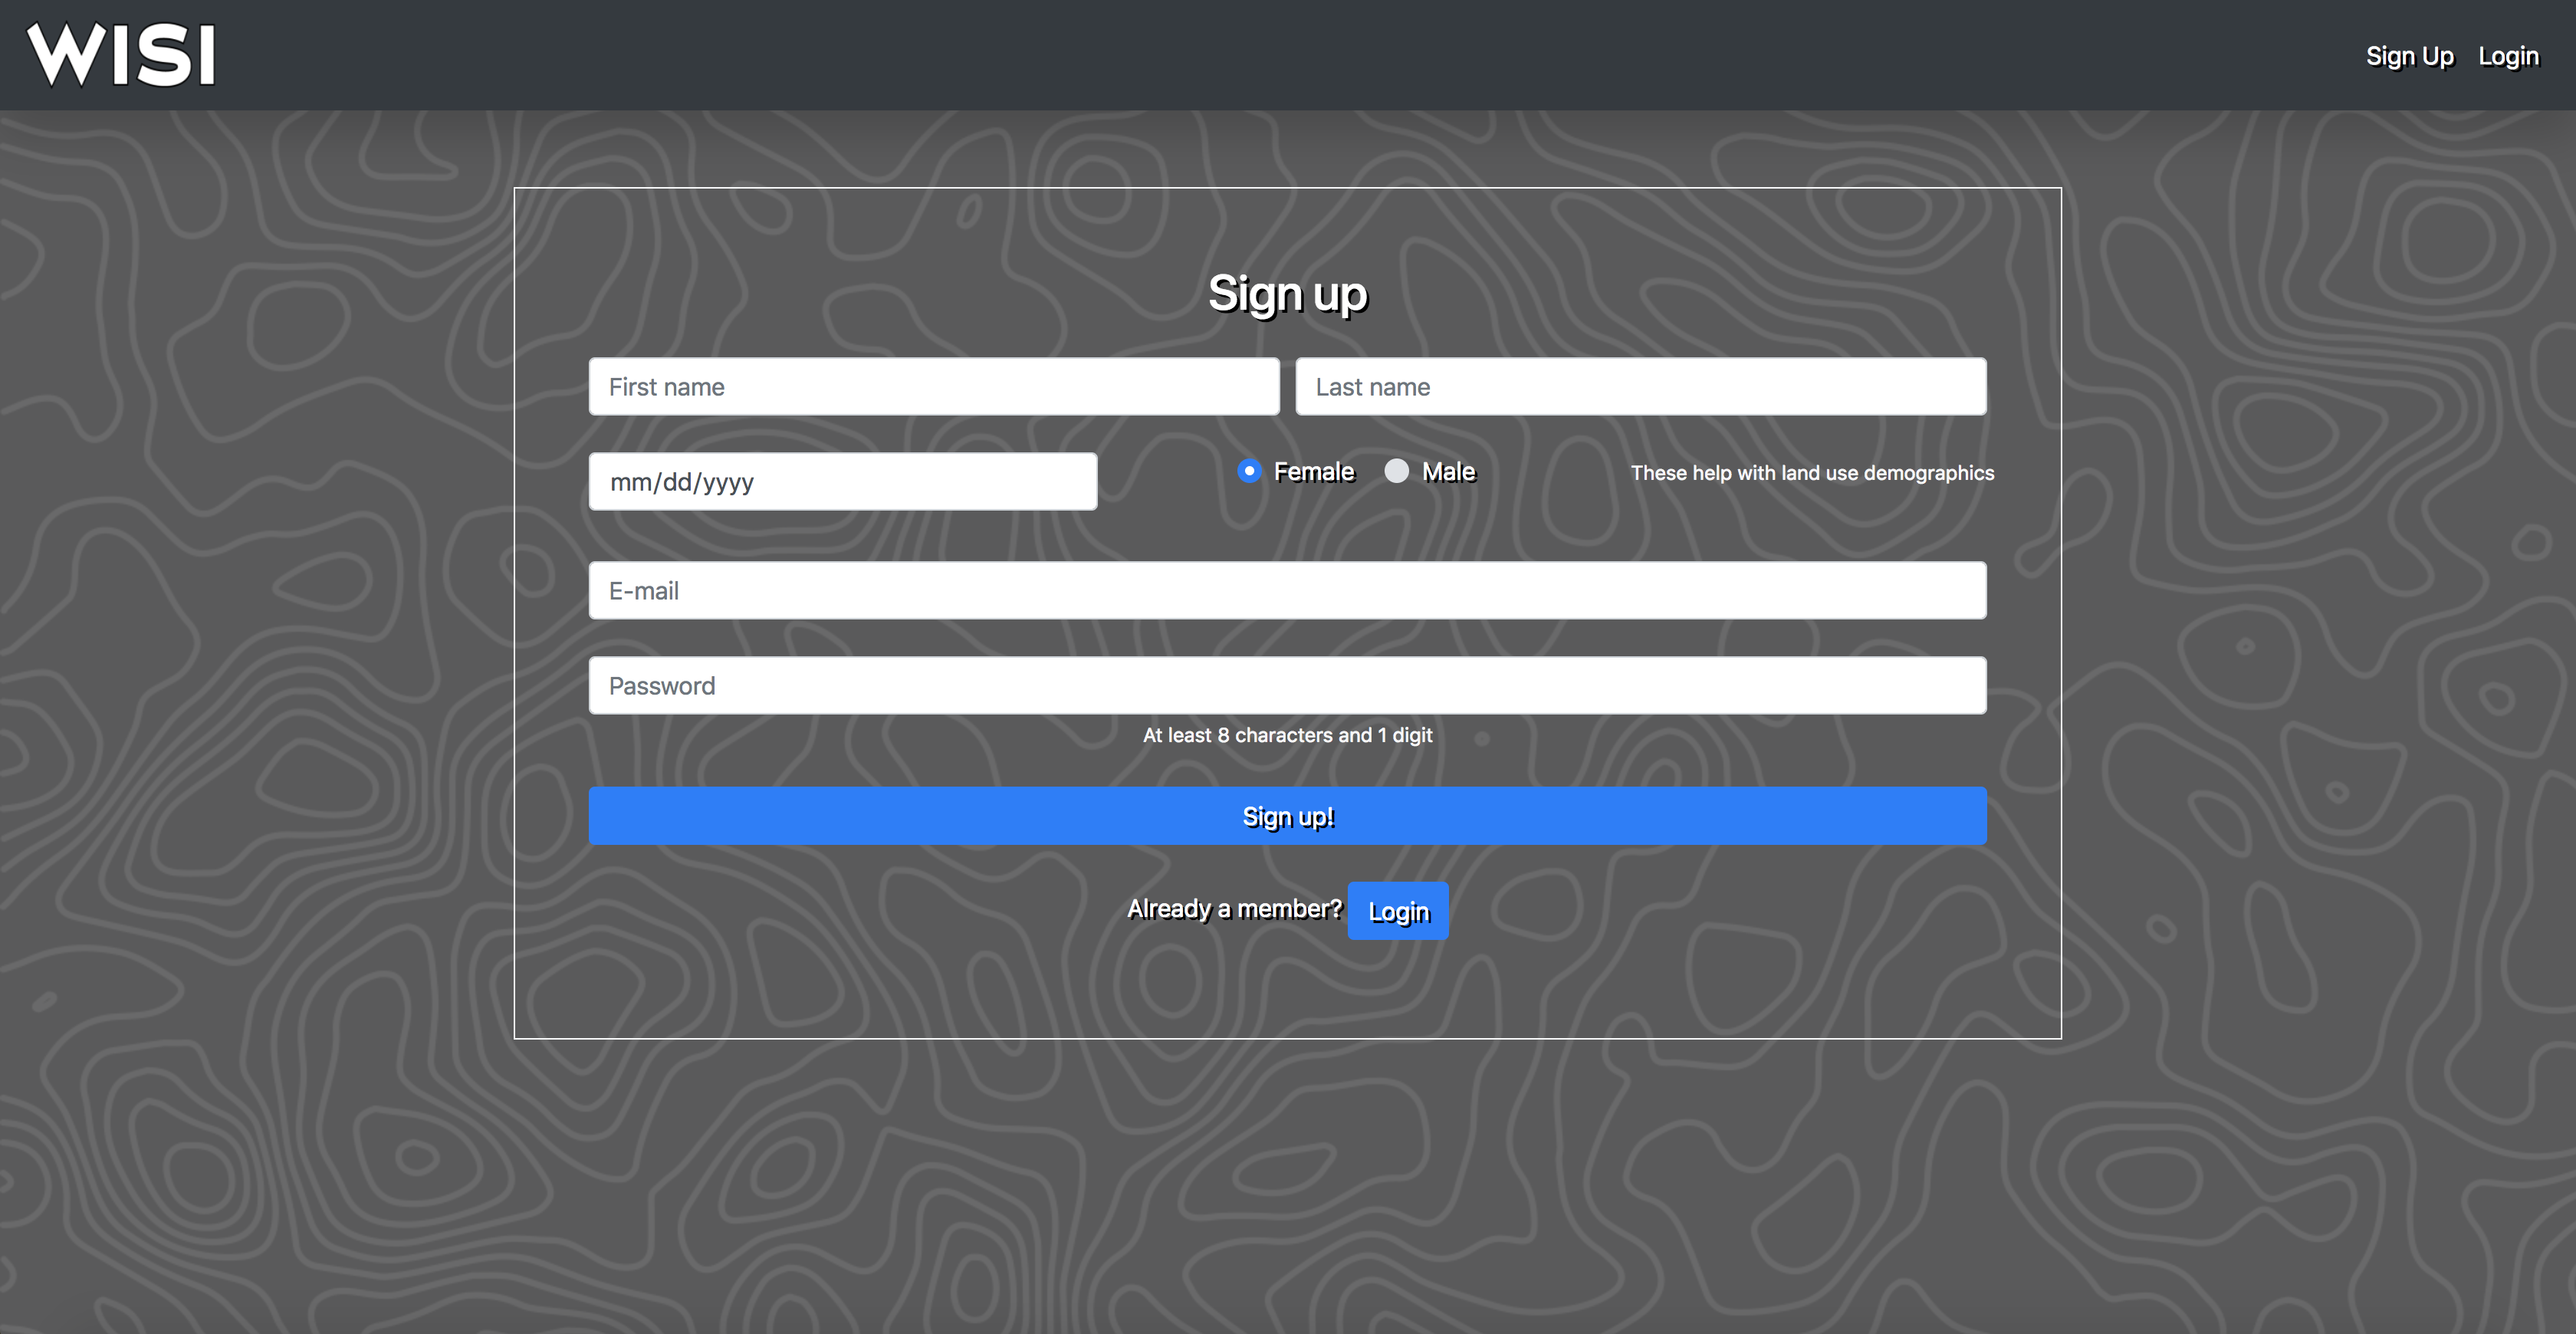 WISI
Sign Up Login
Sign up
First name Last name
mm/dd/yyyy Female Male These help with land use demographics
E-mail
Password
At least 8 characters and 1 digit
Sign up!
Already a member? Login